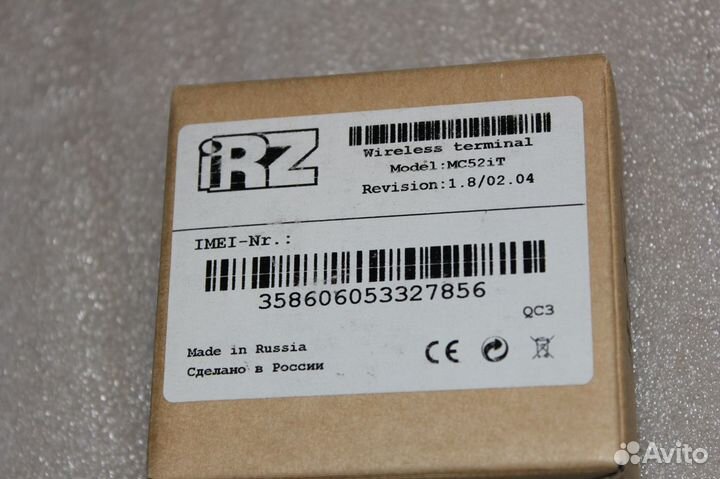 iRZ
Wireless terminal
Model:MC52iT
Revision:1.8/02.04
IMEI-Nr.:
358606053327856
QC3
Made in Russia
Сделано в России
CE
Avito